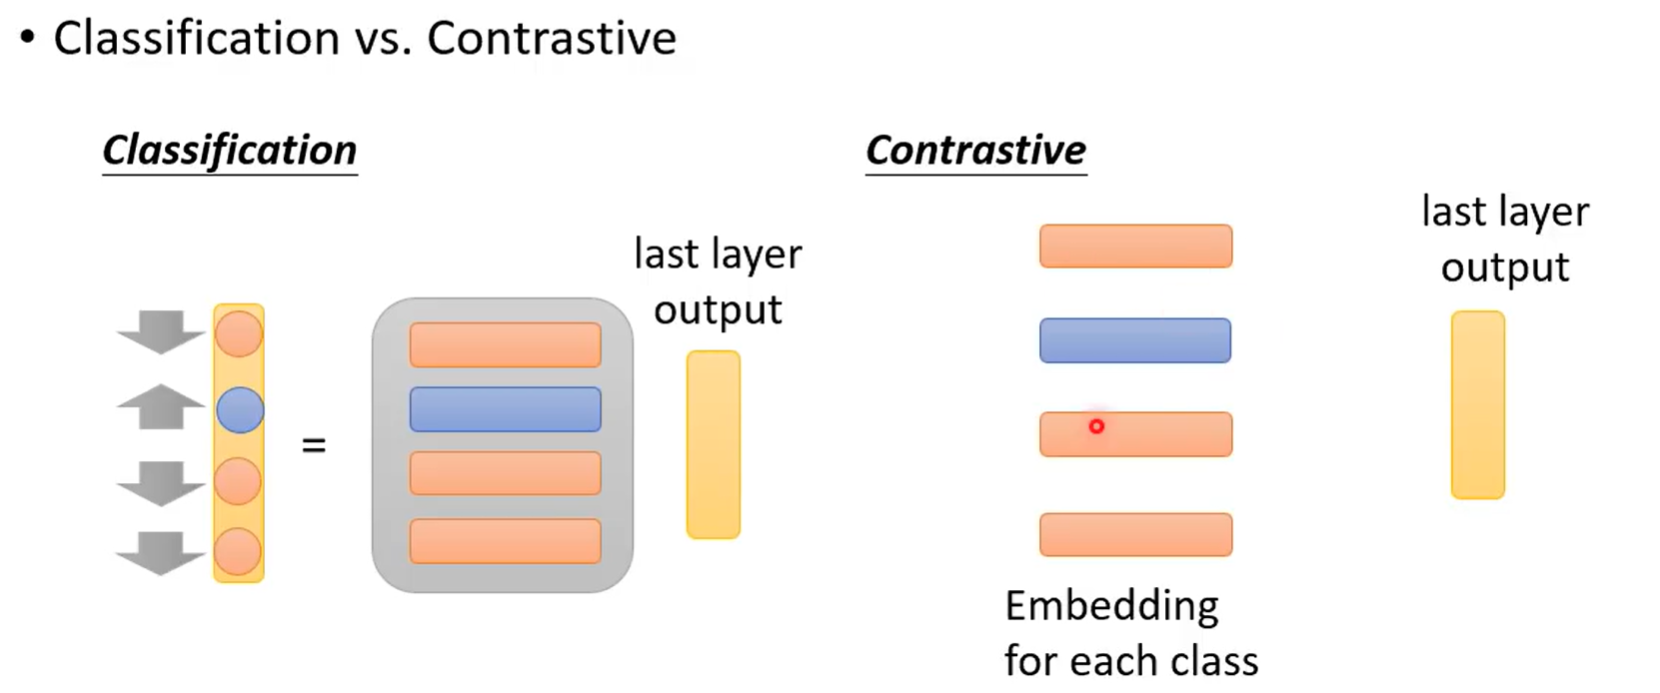 • Classification vs. Contrastive
Classification
Contrastive
last layer
output
=
last layer
output
Embedding
for each class